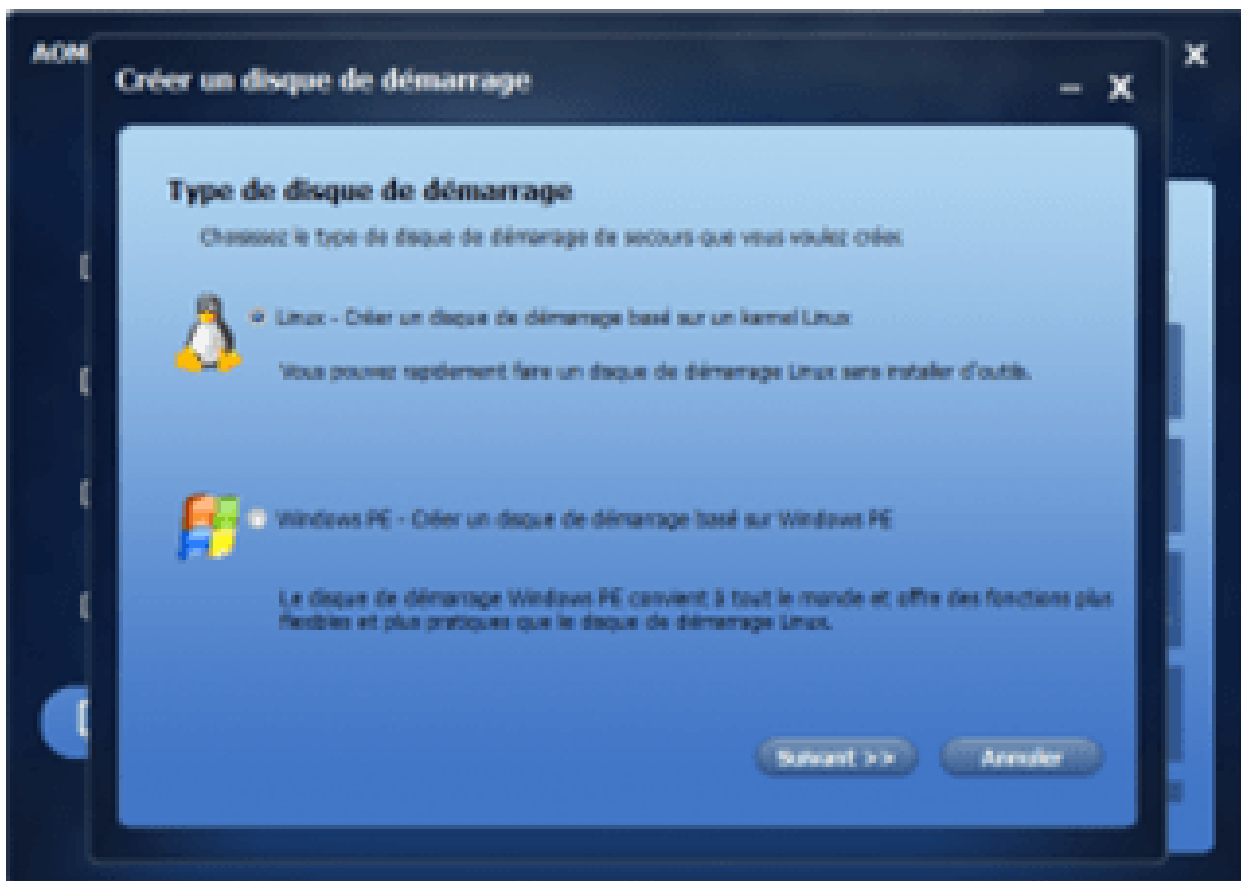 AOM
Créer un disque de démarrage
Type de disque de démarrage
Choisissez le type de disque de démarrage de secours que vous voulez créer.
Linux - Créer un disque de démarrage basé sur un kernel Linux
Vous pouvez rapidement faire un disque de démarrage Linux sans installer d'outils.
Windows PE - Créer un disque de démarrage basé sur Windows PE
Le disque de démarrage Windows PE convient à tout le monde et offre des fonctions plus
flexibles et plus pratiques que le disque de démarrage Linux.
Suivant >>
Annuler